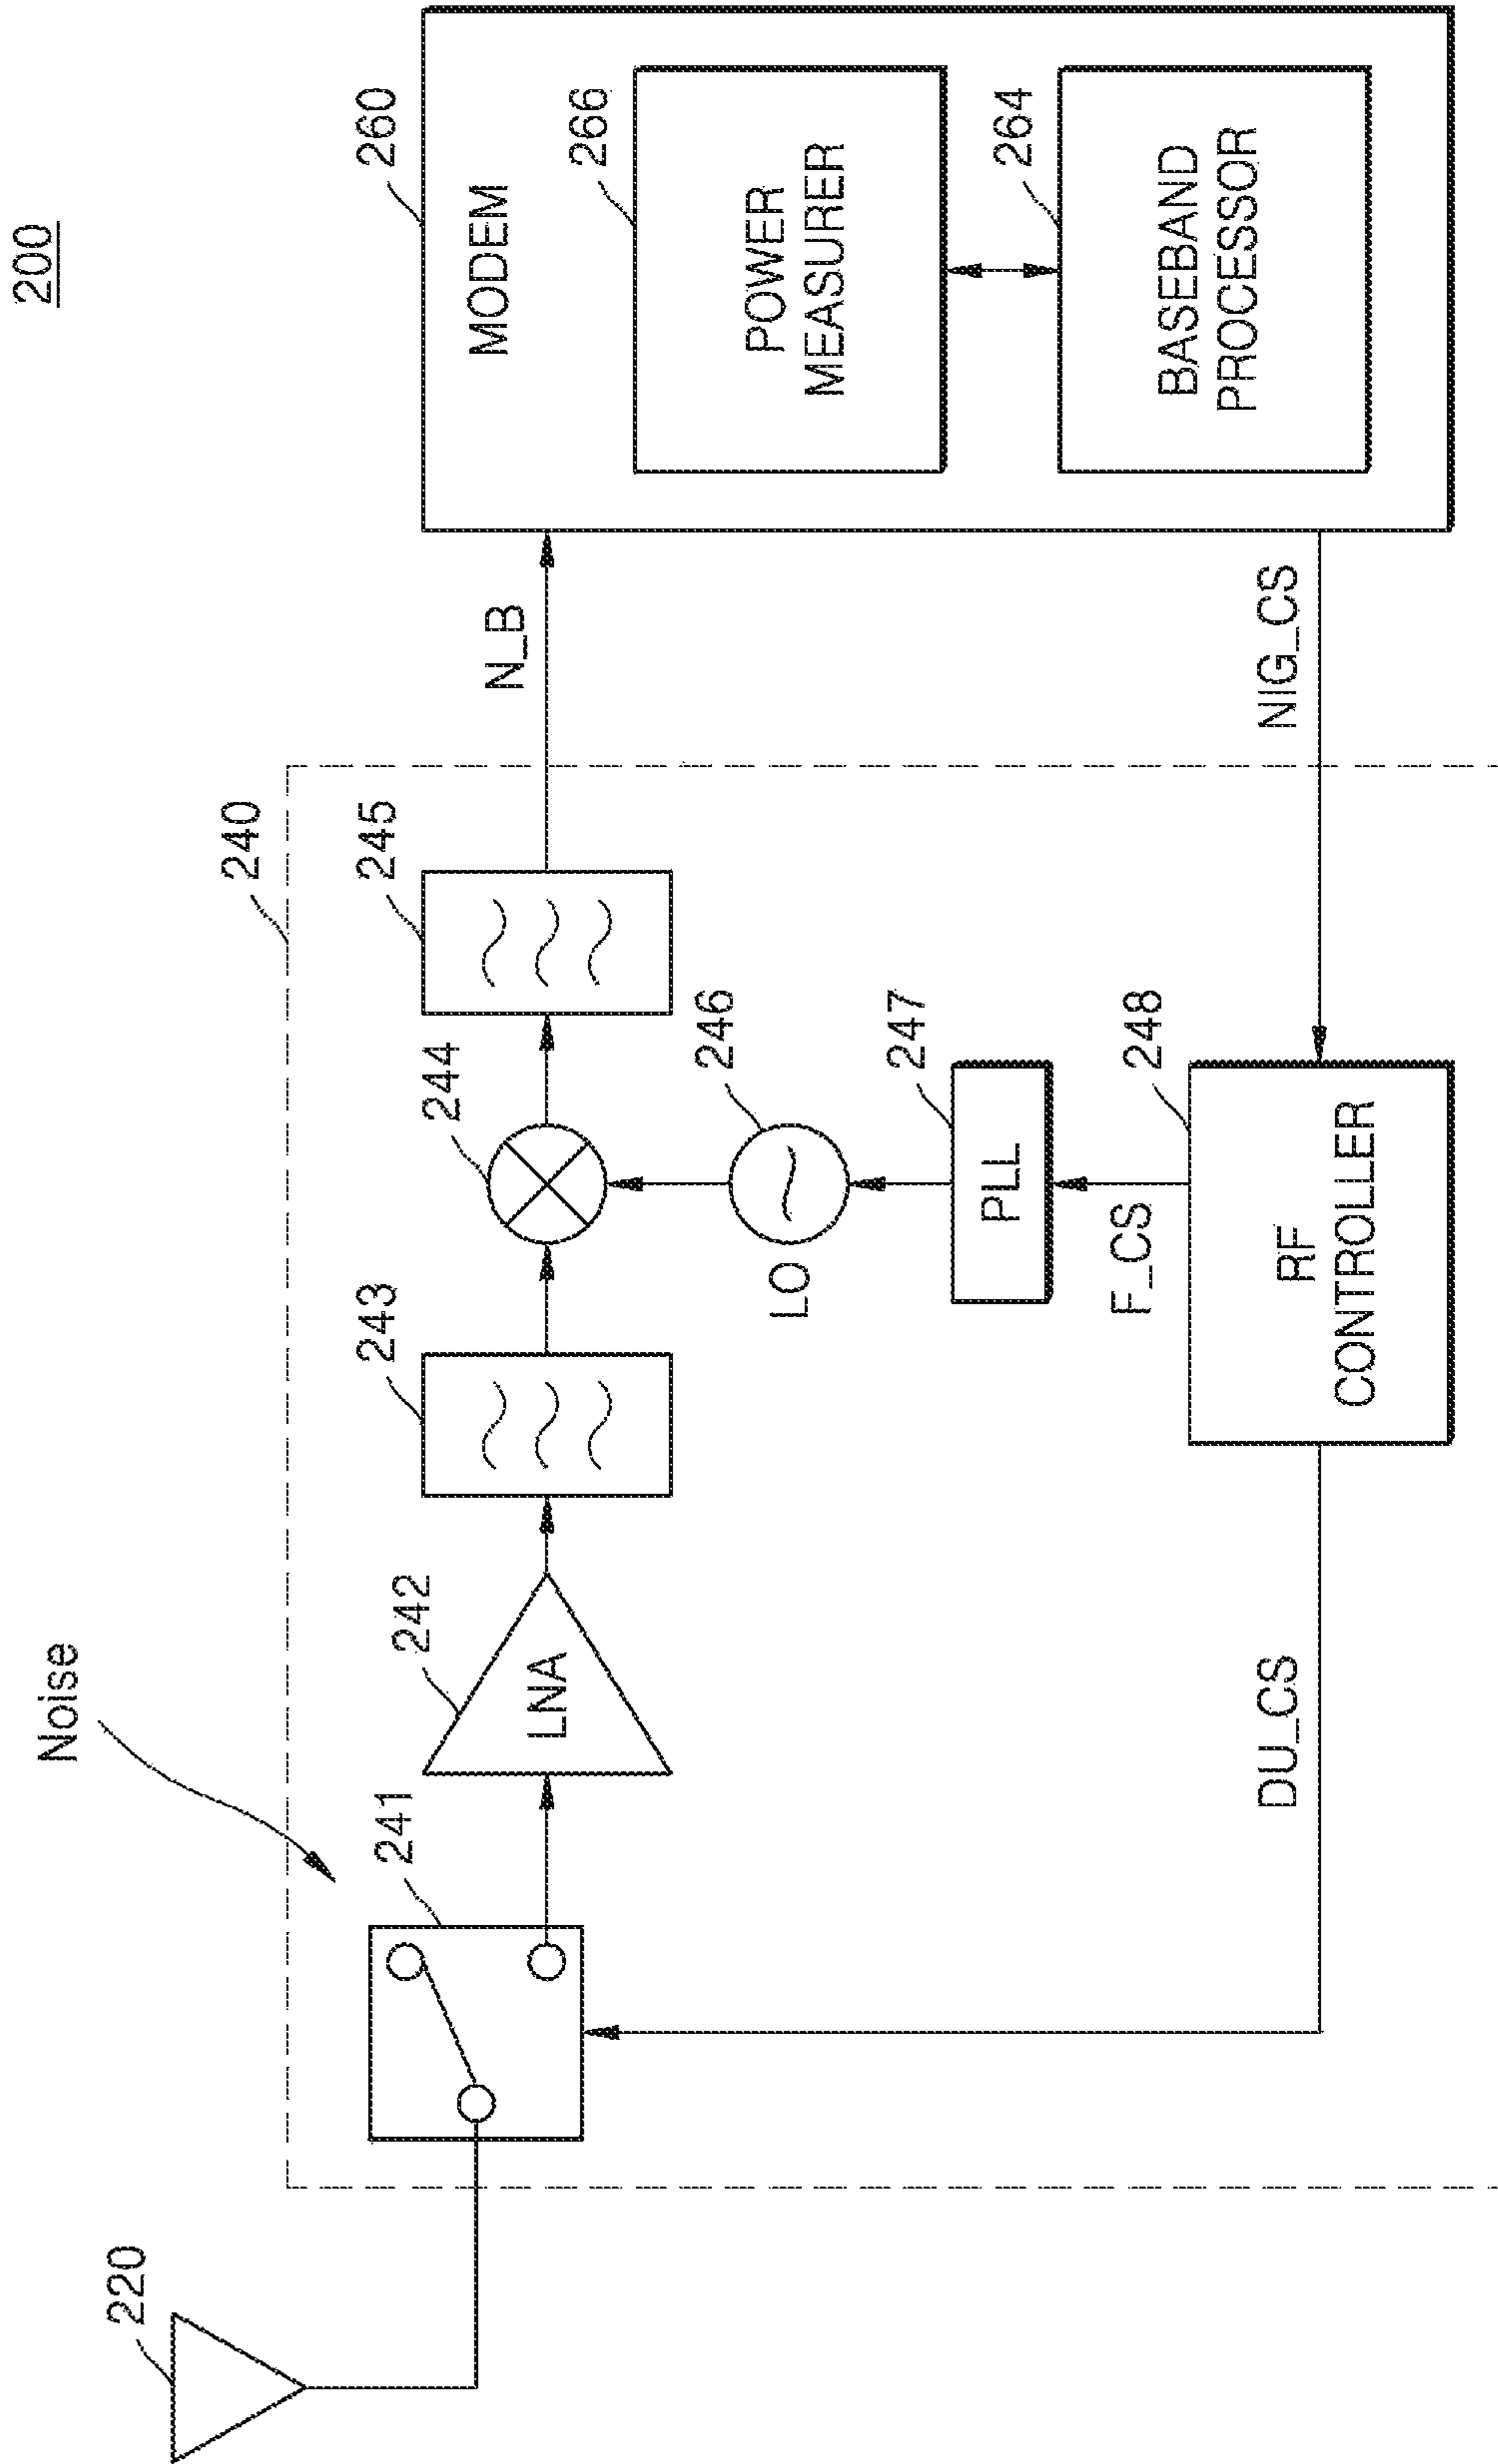 200
220
Noise
240
241
242
LNA
243
244
245
N_B
260
MODEM
266
POWER
MEASURER
264
BASEBAND
PROCESSOR
LO
246
247
PLL
F_CS
248
RF
CONTROLLER
DU_CS
NIG_CS